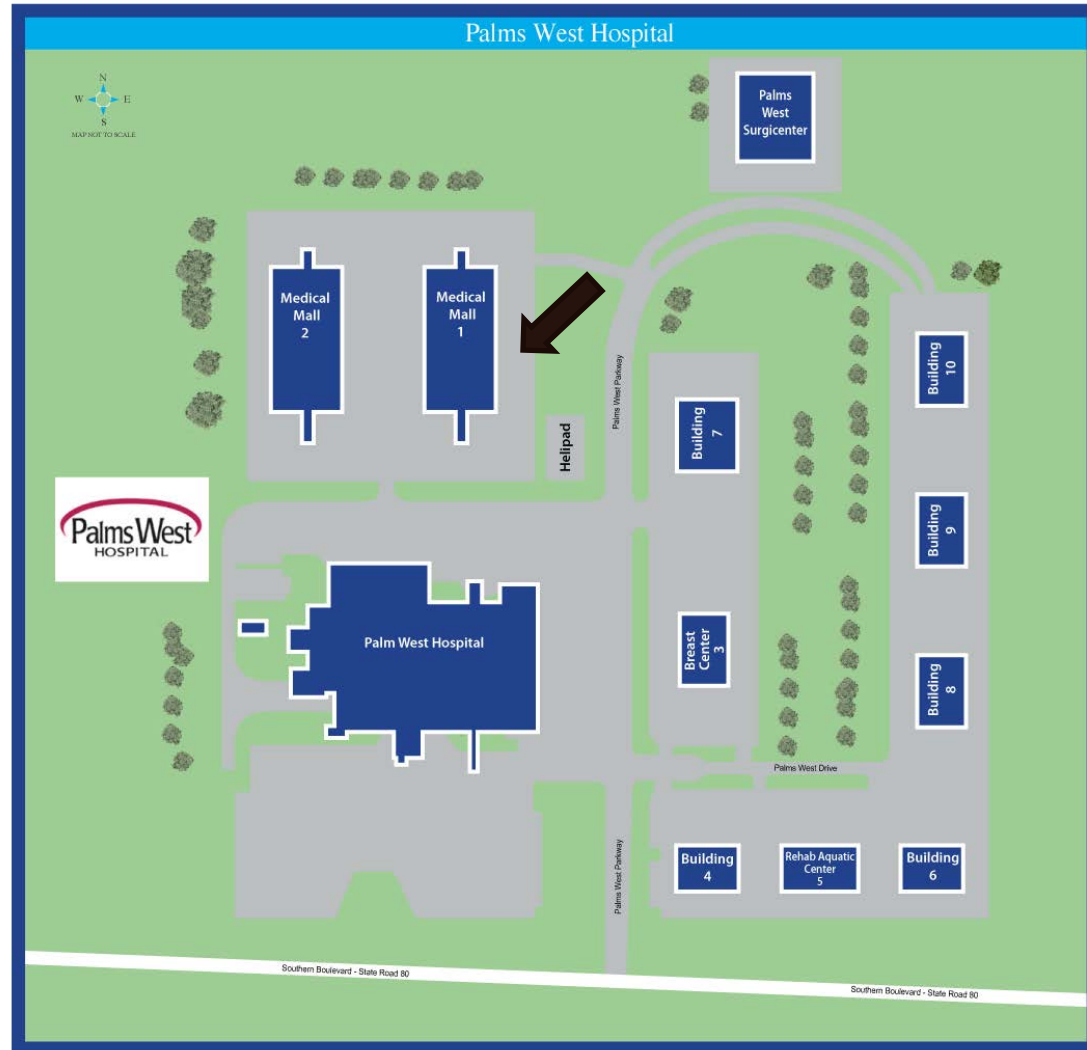 Palms West Hospital
N
W
E
S
MAP NOT TO SCALE
Palms
West
Surgicenter
Medical
Mall
2
Medical
Mall
1
Palms West Parkway
Helipad
Building
7
Building
10
Building
9
Palms West
HOSPITAL
Palm West Hospital
Breast
Center
3
Building
8
Palms West Drive
Palms West Parkway
Building
4
Rehab Aquatic
Center
5
Building
6
Southern Boulevard - State Road 80
Southern Boulevard - State Road 80